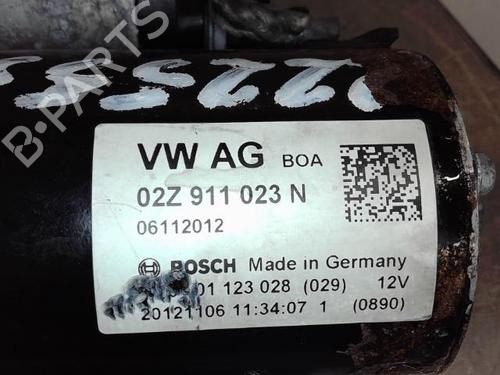 B-PARTS
VW AG BOA
02Z 911 023 N
06112012
BOSCH Made in Germany
01 123 028 (029) 12V
20121106 11:34:07 1 (0890)